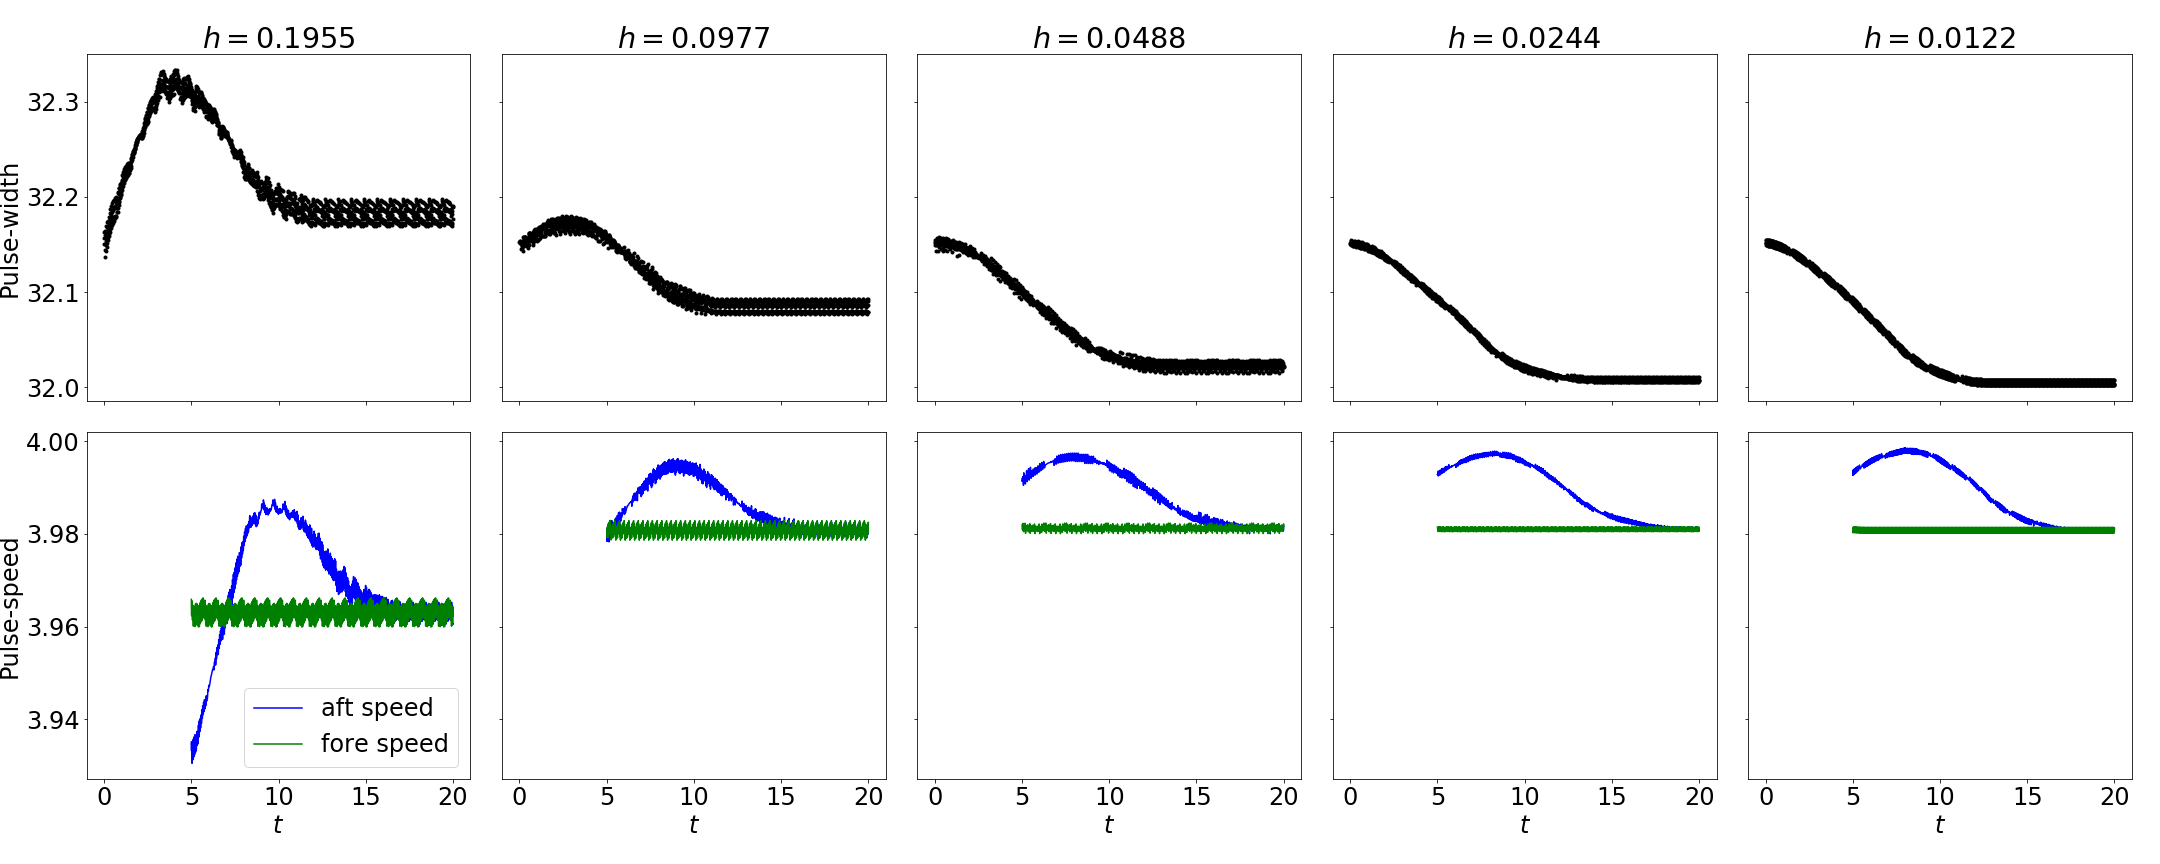 h = 0.1955
h = 0.0977
h = 0.0488
h = 0.0244
h = 0.0122
Pulse-width
32.3
32.2
32.1
32.0
Pulse-speed
4.00
3.98
3.96
3.94
aft speed
fore speed
0 5 10 15 20
0 5 10 15 20
0 5 10 15 20
0 5 10 15 20
0 5 10 15 20
t
t
t
t
t